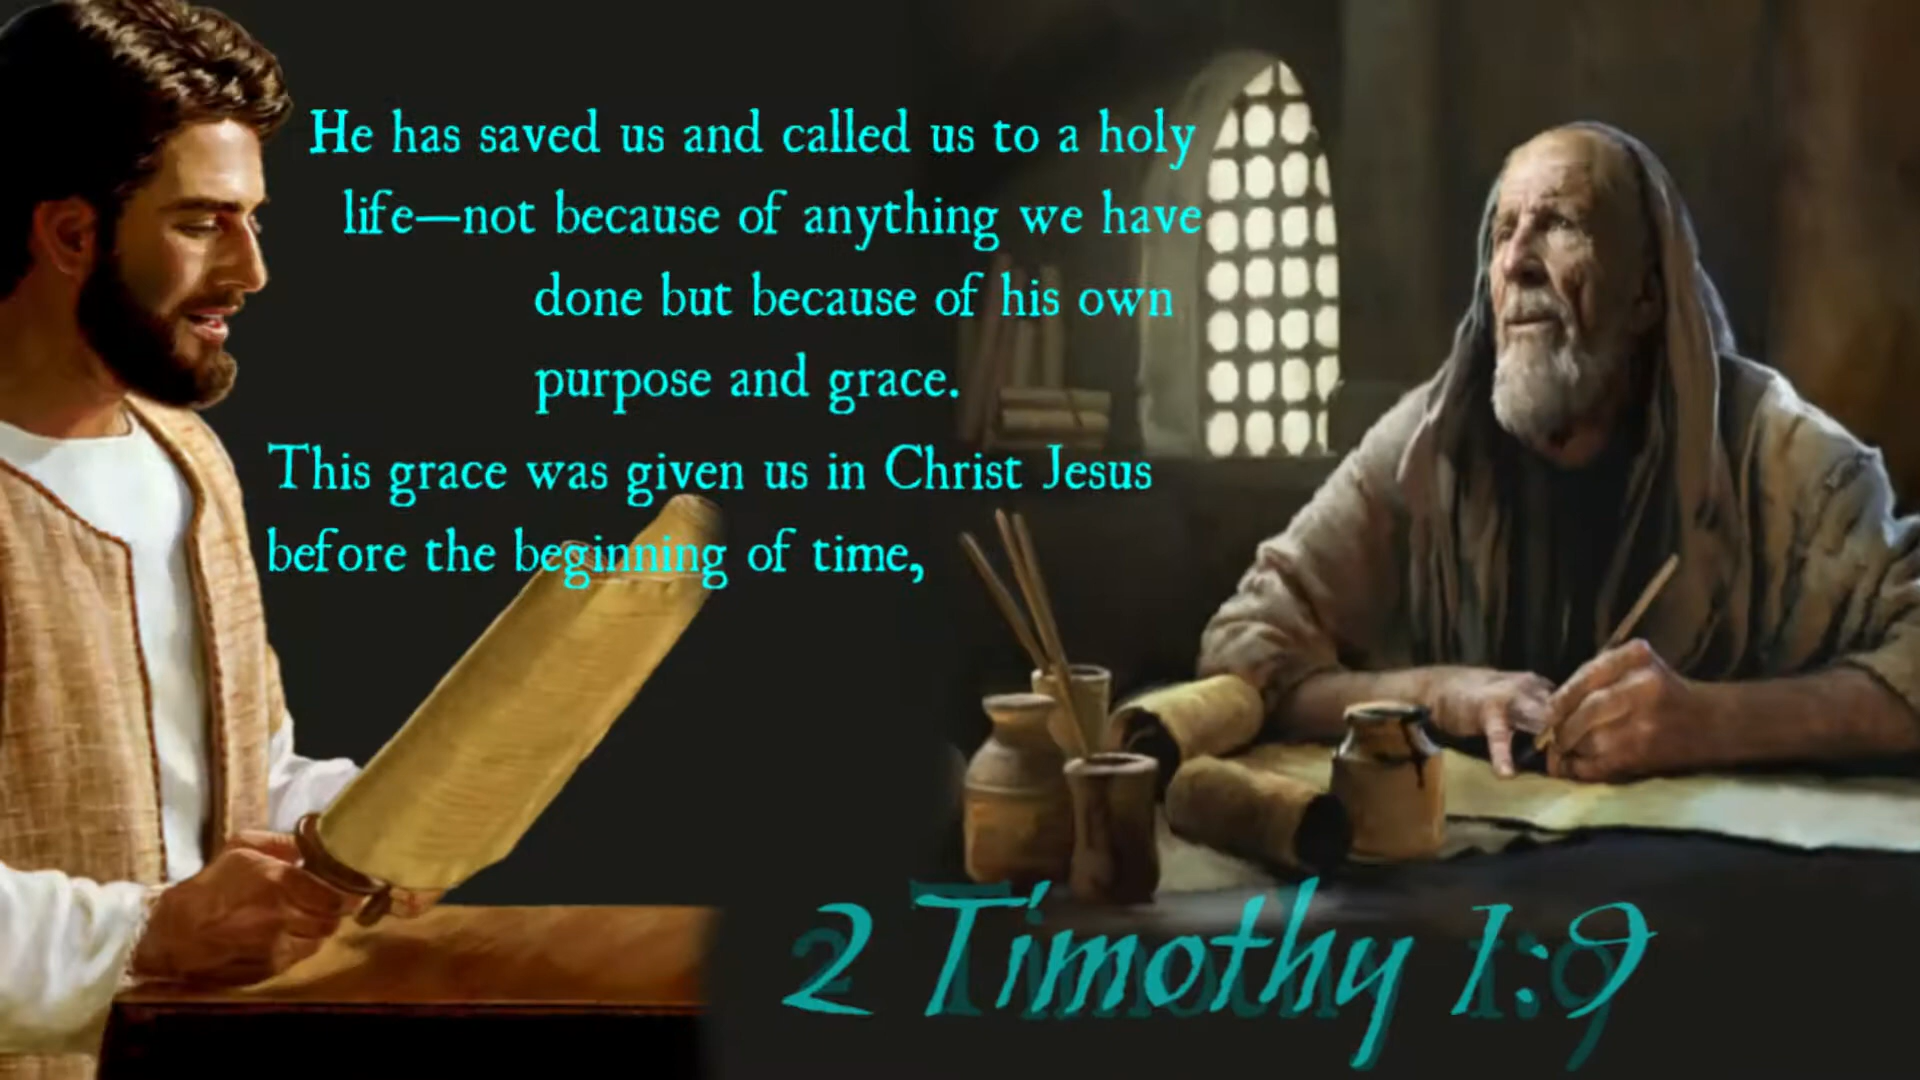 He has saved us and called us to a holy
life—not because of anything we have
done but because of his own
purpose and grace.
This grace was given us in Christ Jesus
before the beginning of time,
2 Timothy 1:9